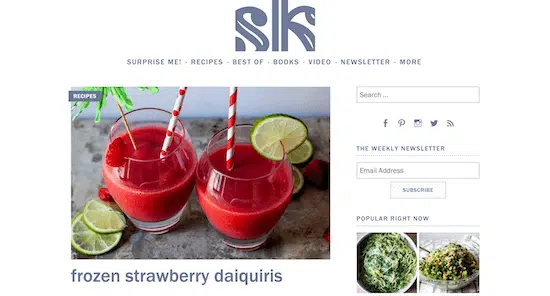 sk
SURPRISE ME! - RECIPES - BEST OF - BOOKS - VIDEO - NEWSLETTER - MORE
RECIPES
frozen strawberry daiquiris
Search ...
THE WEEKLY NEWSLETTER
Email Address
SUBSCRIBE
POPULAR RIGHT NOW